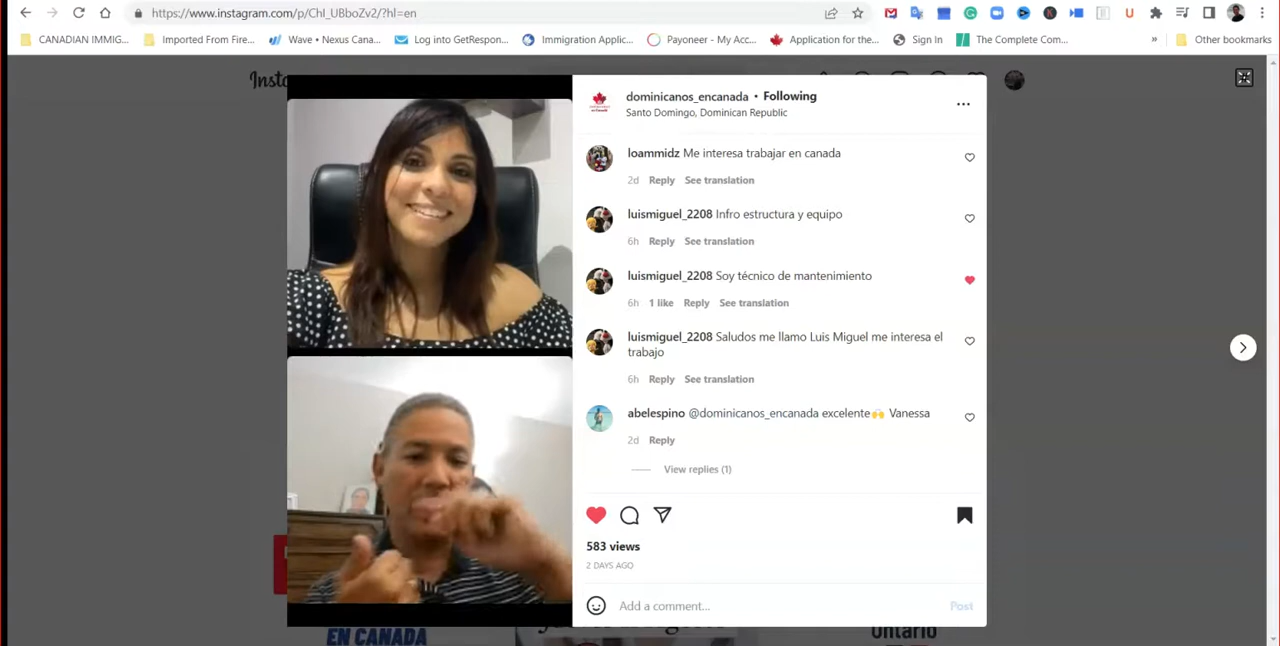 https://www.instagram.com/p/ChI_UBboZv2/?hl=en
CANADIAN IMMIG...
Imported From Fire...
Wave • Nexus Cana...
Log into GetRespon...
Immigration Applic...
Payoneer - My Acc...
Application for the...
Sign In
The Complete Com...
»
Other bookmarks
dominicanos_encanada • Following
Santo Domingo, Dominican Republic
loammidz Me interesa trabajar en canada
2d Reply See translation
luismiguel_2208 Infro estructura y equipo
6h Reply See translation
luismiguel_2208 Soy técnico de mantenimiento
6h 1 like Reply See translation
luismiguel_2208 Saludos me llamo Luis Miguel me interesa el
trabajo
6h Reply See translation
abelespino @dominicanos_encanada excelente🙌 Vanessa
2d Reply
View replies (1)
583 views
2 DAYS AGO
Add a comment...
Post
EN CANADA
Ontario